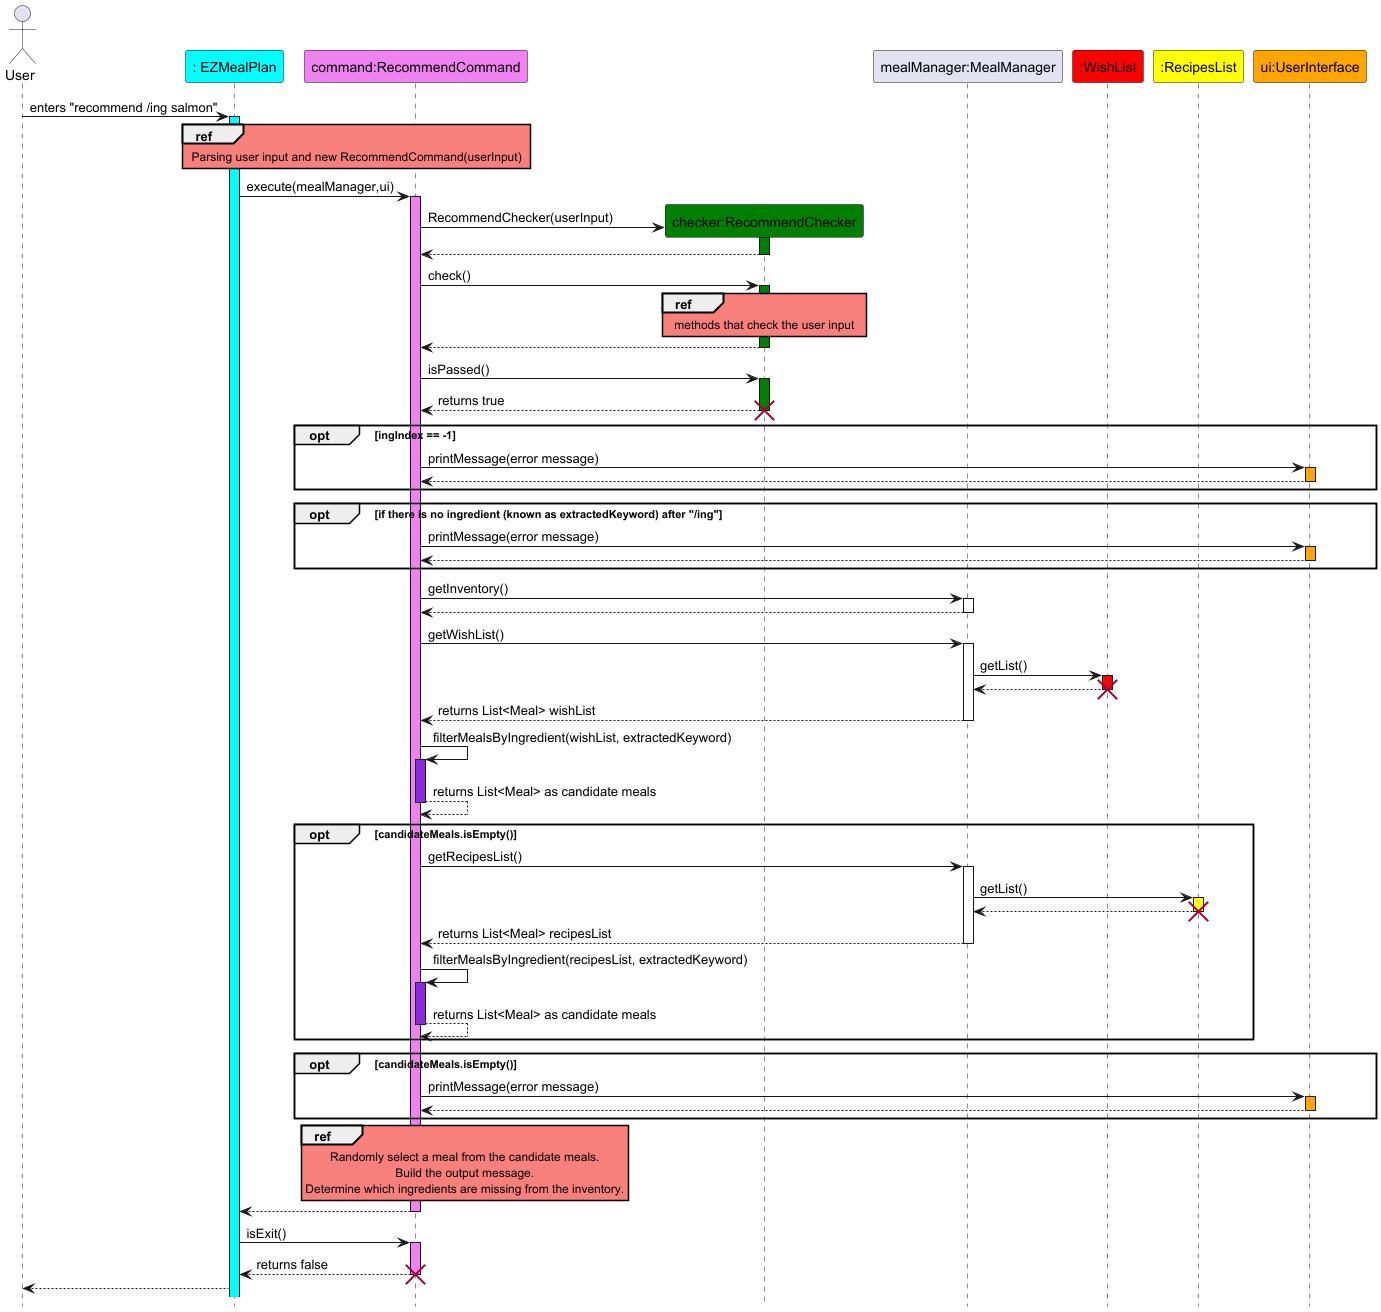 User
: EZMealPlan
command:RecommendCommand
mealManager:MealManager
:WishList
:RecipesList
ui:UserInterface
enters "recommend /ing salmon"
ref
Parsing user input and new RecommendCommand(userInput)
execute(mealManager,ui)
RecommendChecker(userInput)
checker:RecommendChecker
check()
ref
methods that check the user input
isPassed()
returns true
opt
[ingIndex == -1]
printMessage(error message)
opt
[if there is no ingredient (known as extractedKeyword) after "/ing"]
printMessage(error message)
getInventory()
getWishList()
getList()
returns List<Meal> wishList
filterMealsByIngredient(wishList, extractedKeyword)
returns List<Meal> as candidate meals
opt
[candidateMeals.isEmpty()]
getRecipesList()
getList()
returns List<Meal> recipesList
filterMealsByIngredient(recipesList, extractedKeyword)
returns List<Meal> as candidate meals
opt
[candidateMeals.isEmpty()]
printMessage(error message)
ref
Randomly select a meal from the candidate meals.
Build the output message.
Determine which ingredients are missing from the inventory.
isExit()
returns false